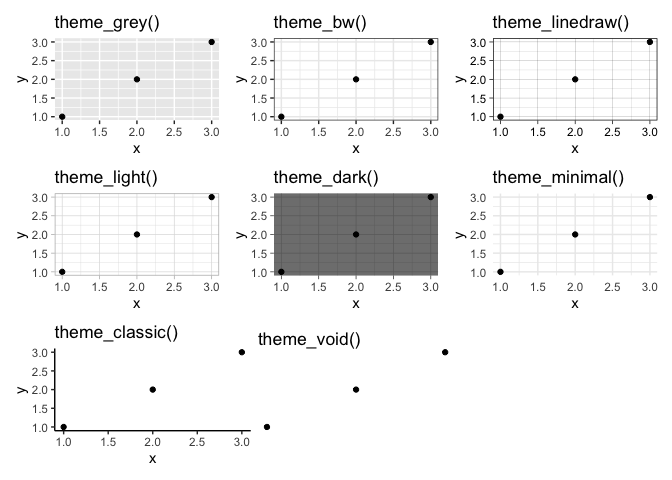 theme_grey() theme_bw() theme_linedraw()
3.0 3.0 3.0
2.5 2.5 2.5
y 2.0 y 2.0 y 2.0
1.5 1.5 1.5
1.0 1.0 1.0
1.0 1.5 2.0 2.5 3.0 1.0 1.5 2.0 2.5 3.0 1.0 1.5 2.0 2.5 3.0
x x x
theme_light() theme_dark() theme_minimal()
3.0 3.0 3.0
2.5 2.5 2.5
y 2.0 y 2.0 y 2.0
1.5 1.5 1.5
1.0 1.0 1.0
1.0 1.5 2.0 2.5 3.0 1.0 1.5 2.0 2.5 3.0 1.0 1.5 2.0 2.5 3.0
x x x
theme_classic() theme_void()
3.0
2.5
y 2.0
1.5
1.0
1.0 1.5 2.0 2.5 3.0
x